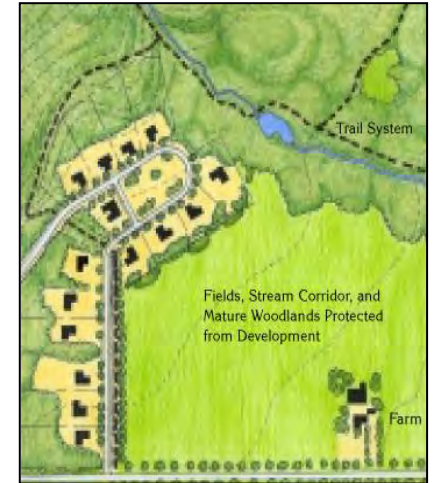 Trail System
Fields, Stream Corridor, and
Mature Woodlands Protected
from Development
Farm